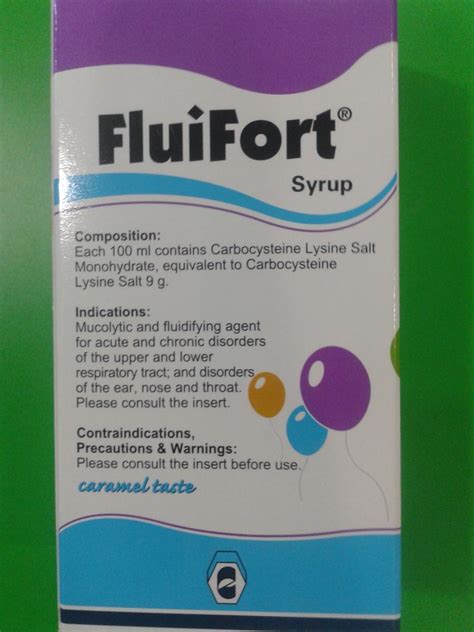 FluiFort®
Syrup
Composition:
Each 100 ml contains Carbocysteine Lysine Salt
Monohydrate, equivalent to Carbocysteine
Lysine Salt 9 g.
Indications:
Mucolytic and fluidifying agent
for acute and chronic disorders
of the upper and lower
respiratory tract; and disorders
of the ear, nose and throat.
Please consult the insert.
Contraindications,
Precautions & Warnings:
Please consult the insert before use.
caramel taste